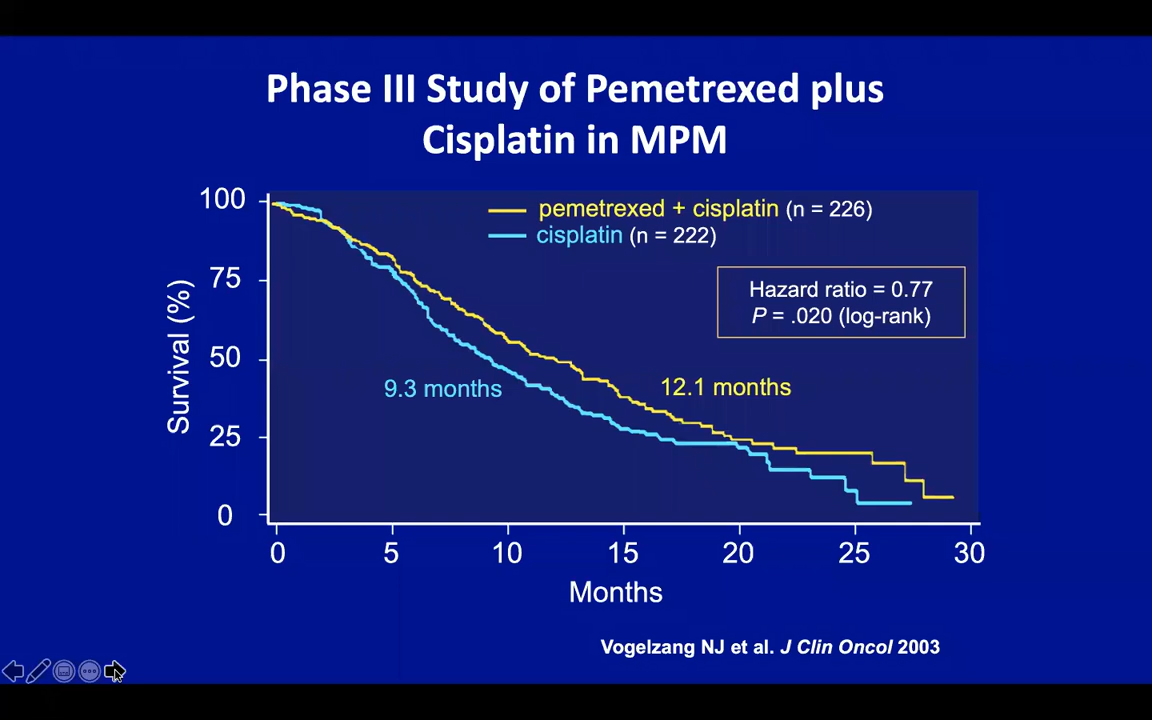 Phase III Study of Pemetrexed plus
Cisplatin in MPM
100
75
50
25
0
Survival (%)
pemetrexed + cisplatin (n = 226)
cisplatin (n = 222)
Hazard ratio = 0.77
P = .020 (log-rank)
9.3 months
12.1 months
0 5 10 15 20 25 30
Months
Vogelzang NJ et al. J Clin Oncol 2003